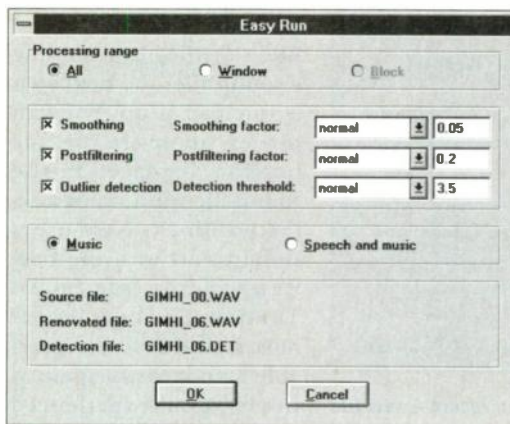 Easy Run
Processing range
All Window Block
Smoothing Smoothing factor: normal 0.05
Postfiltering Postfiltering factor: normal 0.2
Outlier detection Detection threshold: normal 3.5
Music Speech and music
Source file: GIMHI_00.WAV
Renovated file: GIMHI_06.WAV
Detection file: GIMHI_06.DET
OK Cancel